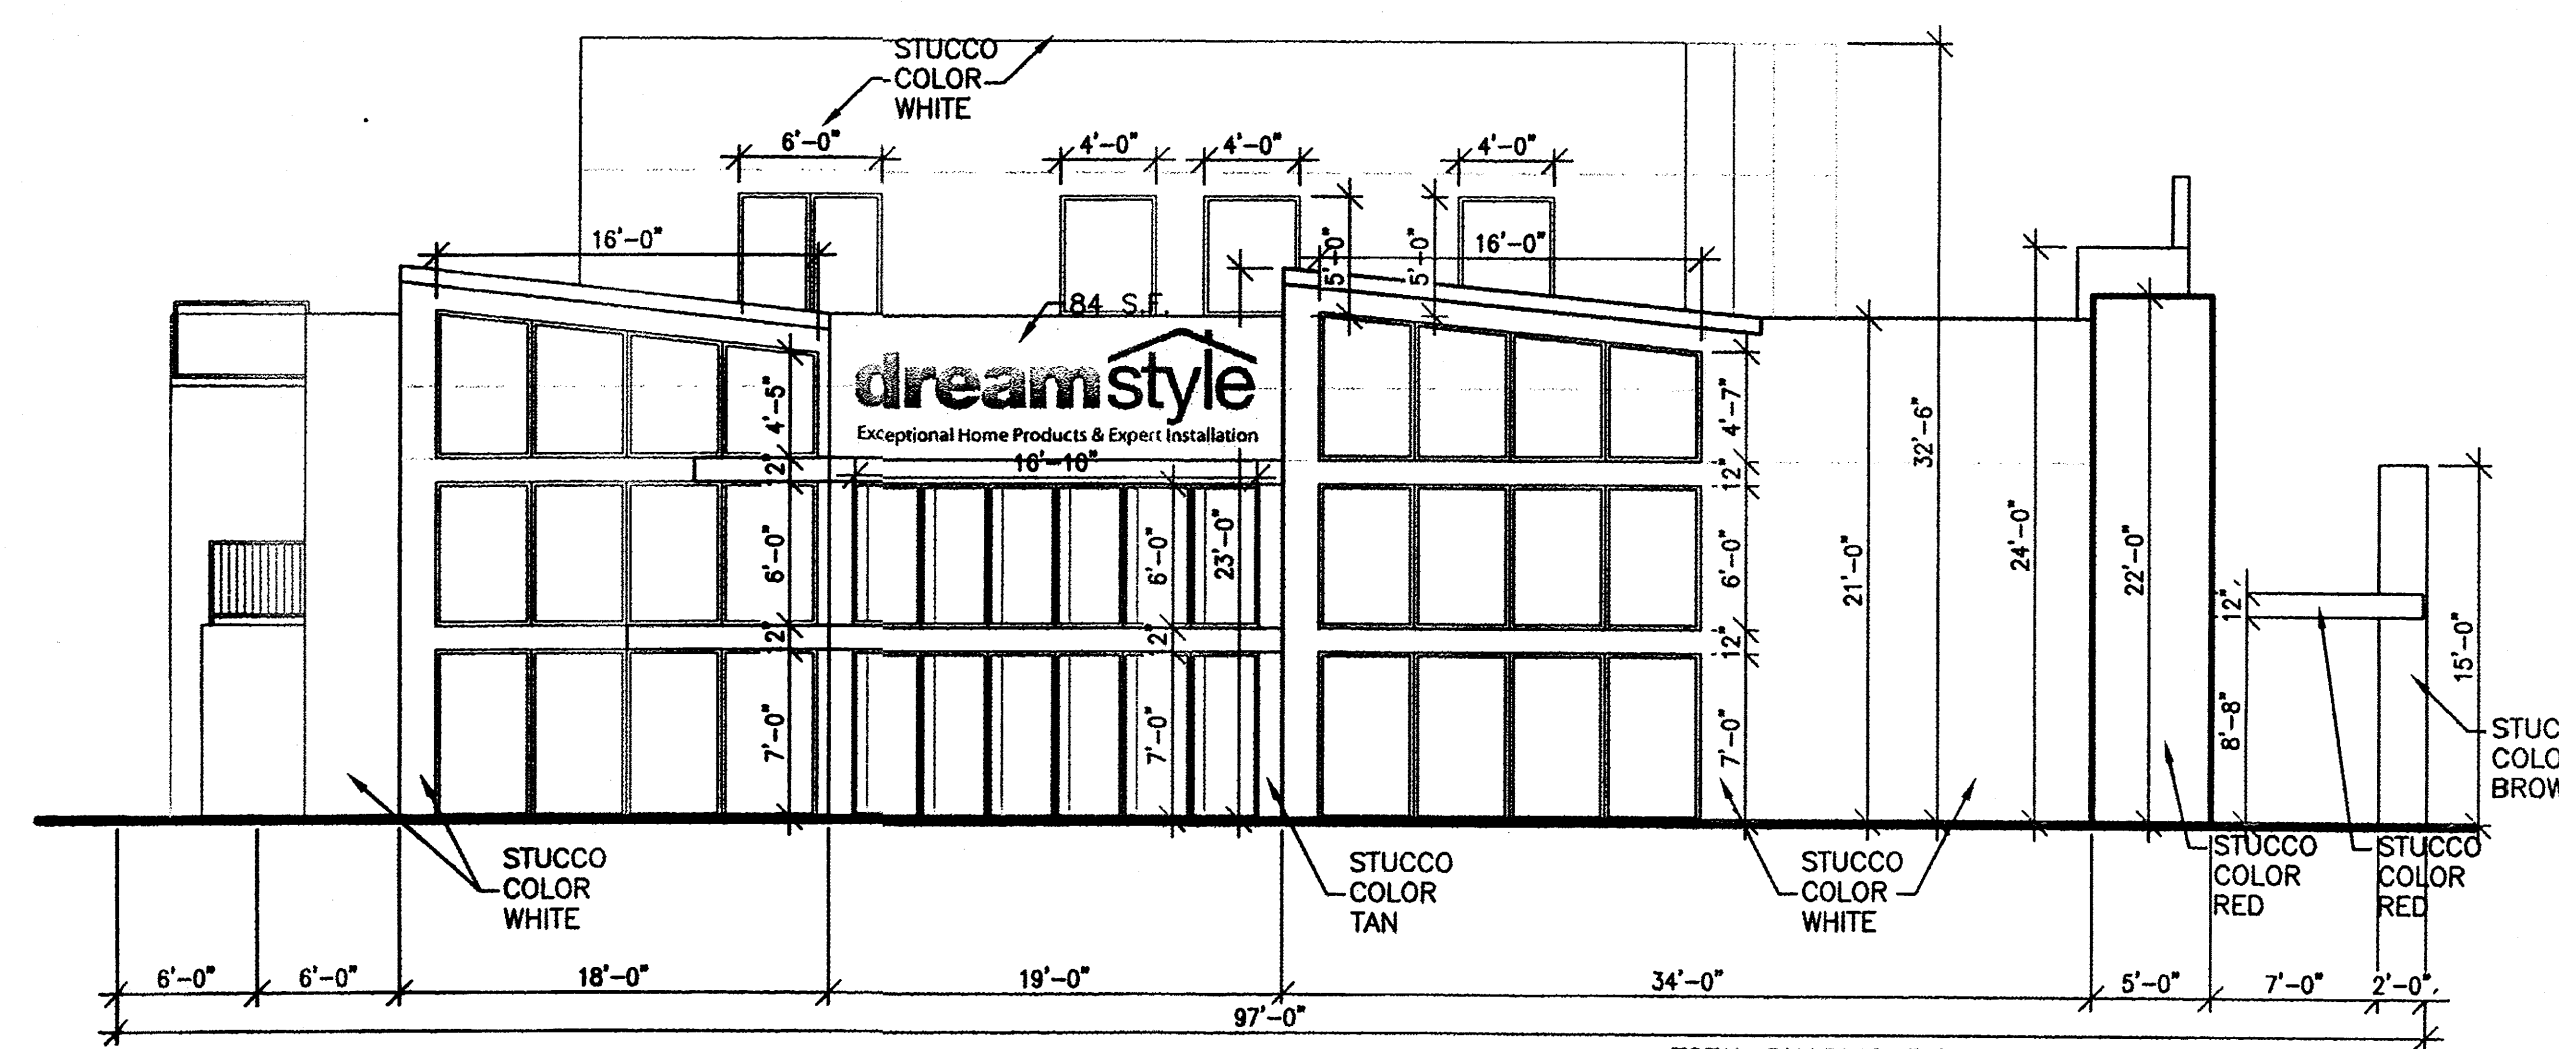 STUCCO
COLOR
WHITE
6'-0"
4'-0"
4'-0"
4'-0"
16'-0"
5'-0"
5'-0"
16'-0"
84 S.F.
dreamstyle
Exceptional Home Products & Expert Installation
16'-10"
4'-5"
12"
6'-0"
12"
7'-0"
6'-0"
12"
7'-0"
23'-0"
4'-7"
12"
6'-0"
12"
7'-0"
21'-0"
32'-6"
24'-0"
22'-0"
12"
8'-8"
15'-0"
STUC
COLO
BROW
STUCCO
COLOR
WHITE
STUCCO
COLOR
TAN
STUCCO
COLOR
WHITE
STUCCO
COLOR
RED
STUCCO
COLOR
RED
6'-0" 6'-0" 18'-0" 19'-0" 34'-0" 5'-0" 7'-0" 2'-0"
97'-0"